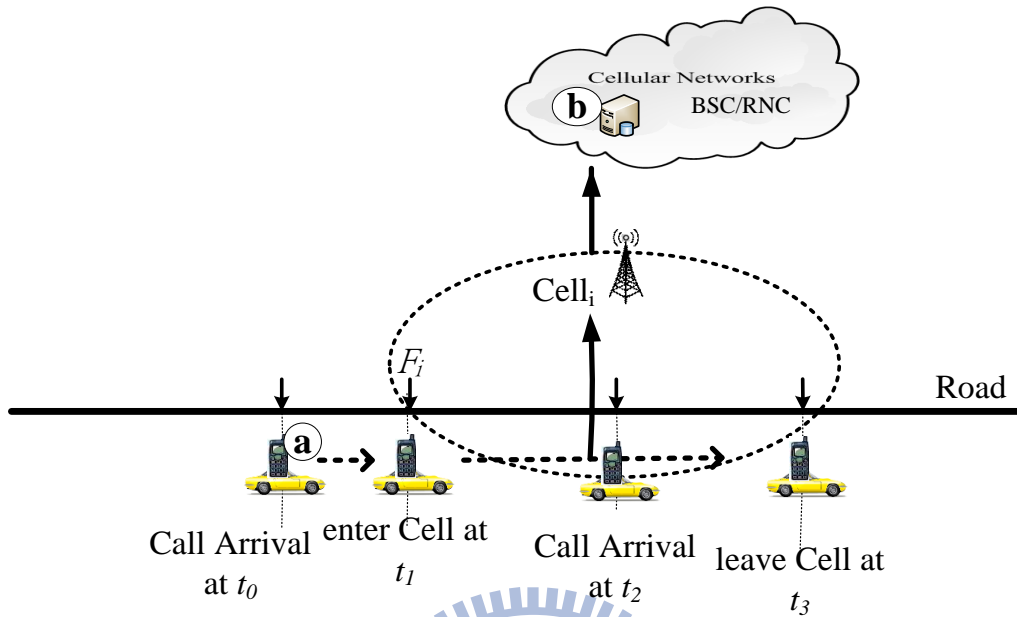 Cellular Networks
b
BSC/RNC
Cell_i
F_i
Road
a
Call Arrival
at t_0
enter Cell at
t_1
Call Arrival
at t_2
leave Cell at
t_3